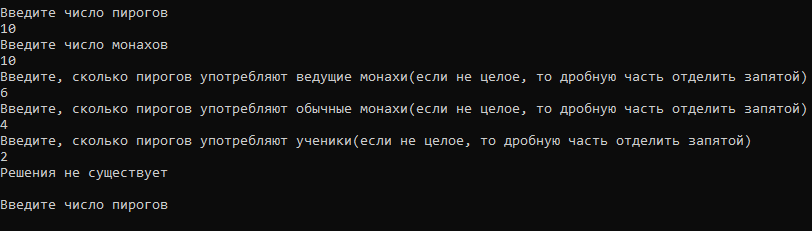 Введите число пирогов
10
Введите число монахов
10
Введите, сколько пирогов употребляют ведущие монахи(если не целое, то дробную часть отделить запятой)
6
Введите, сколько пирогов употребляют обычные монахи(если не целое, то дробную часть отделить запятой)
4
Введите, сколько пирогов употребляют ученики(если не целое, то дробную часть отделить запятой)
2
Решения не существует
Введите число пирогов